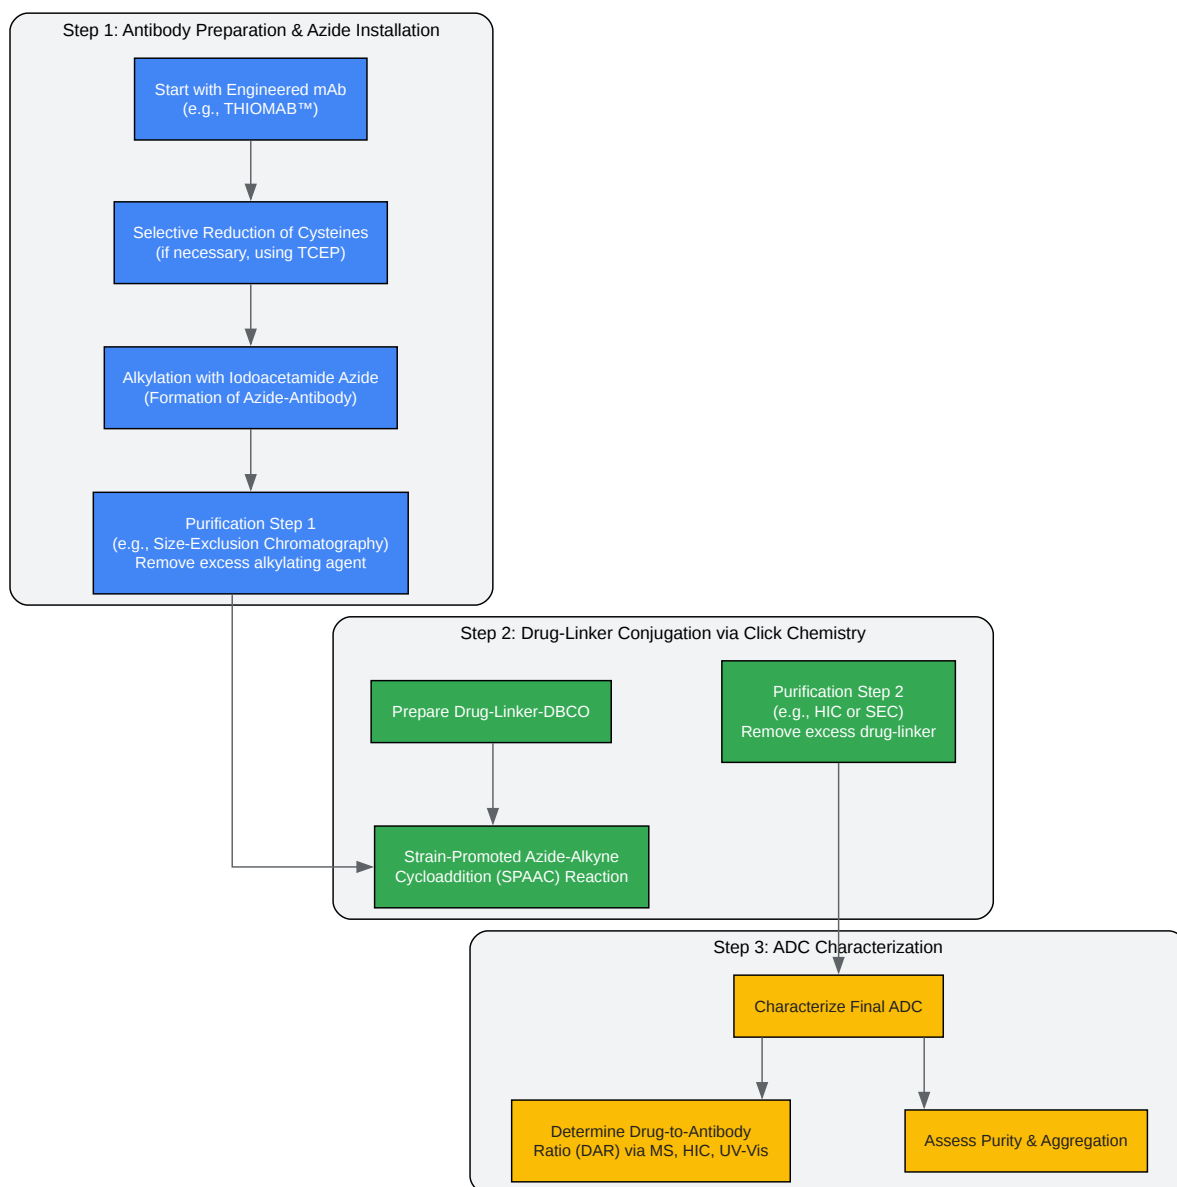 Step 1: Antibody Preparation & Azide Installation
Start with Engineered mAb
(e.g., THIOMAB™)
Selective Reduction of Cysteines
(if necessary, using TCEP)
Alkylation with Iodoacetamide Azide
(Formation of Azide-Antibody)
Purification Step 1
(e.g., Size-Exclusion Chromatography)
Remove excess alkylating agent
Step 2: Drug-Linker Conjugation via Click Chemistry
Prepare Drug-Linker-DBCO
Purification Step 2
(e.g., HIC or SEC)
Remove excess drug-linker
Strain-Promoted Azide-Alkyne
Cycloaddition (SPAAC) Reaction
Step 3: ADC Characterization
Characterize Final ADC
Determine Drug-to-Antibody
Ratio (DAR) via MS, HIC, UV-Vis
Assess Purity & Aggregation